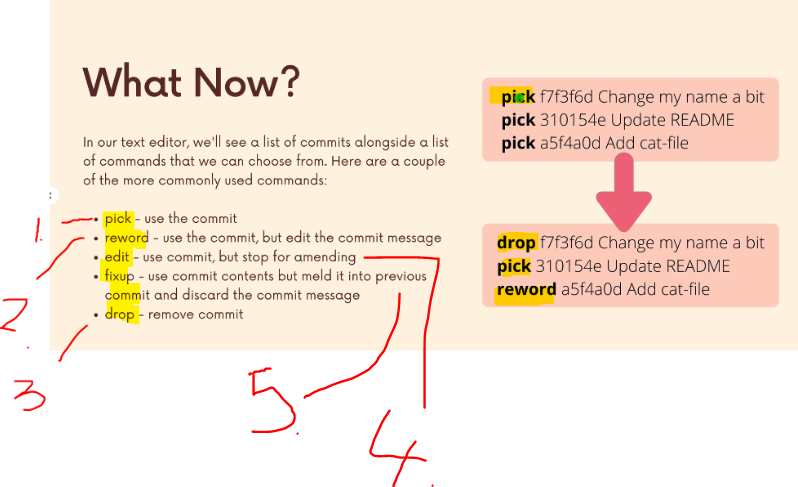 What Now?
In our text editor, we'll see a list of commits alongside a list
of commands that we can choose from. Here are a couple
of the more commonly used commands:
1. • pick - use the commit
2. • reword - use the commit, but edit the commit message
• edit - use commit, but stop for amending
• fixup - use commit contents but meld it into previous
commit and discard the commit message
3 • drop - remove commit
5.
4.
pick f7f3f6d Change my name a bit
pick 310154e Update README
pick a5f4a0d Add cat-file
drop f7f3f6d Change my name a bit
pick 310154e Update README
reword a5f4a0d Add cat-file